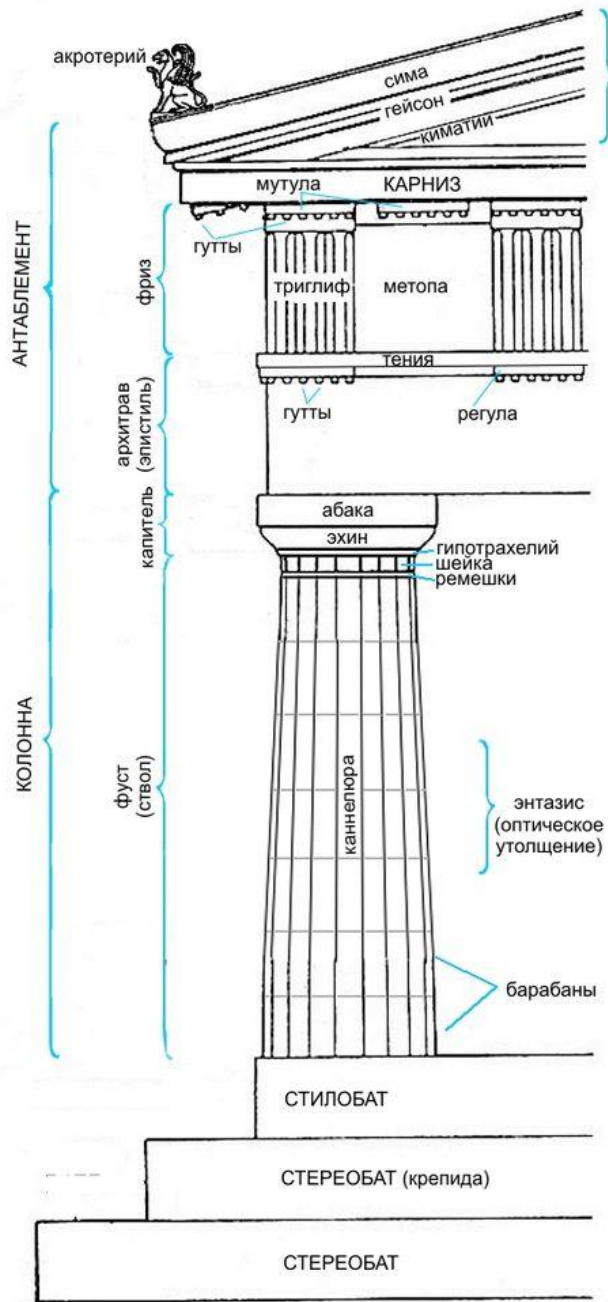 акротерий
сима
гейсон
киматии
мутула
КАРНИЗ
гутты
триглиф
метопа
тения
гутты
регула
АНТАБЛЕМЕНТ
фриз
архитрав
(эпистиль)
абака
эхин
капитель
гипотрахелий
шейка
ремешки
КОЛОННА
фуст
(ствол)
каннелюра
энтазис
(оптическое
утолщение)
барабаны
СТИЛОБАТ
СТЕРЕОБАТ (крепида)
СТЕРЕОБАТ